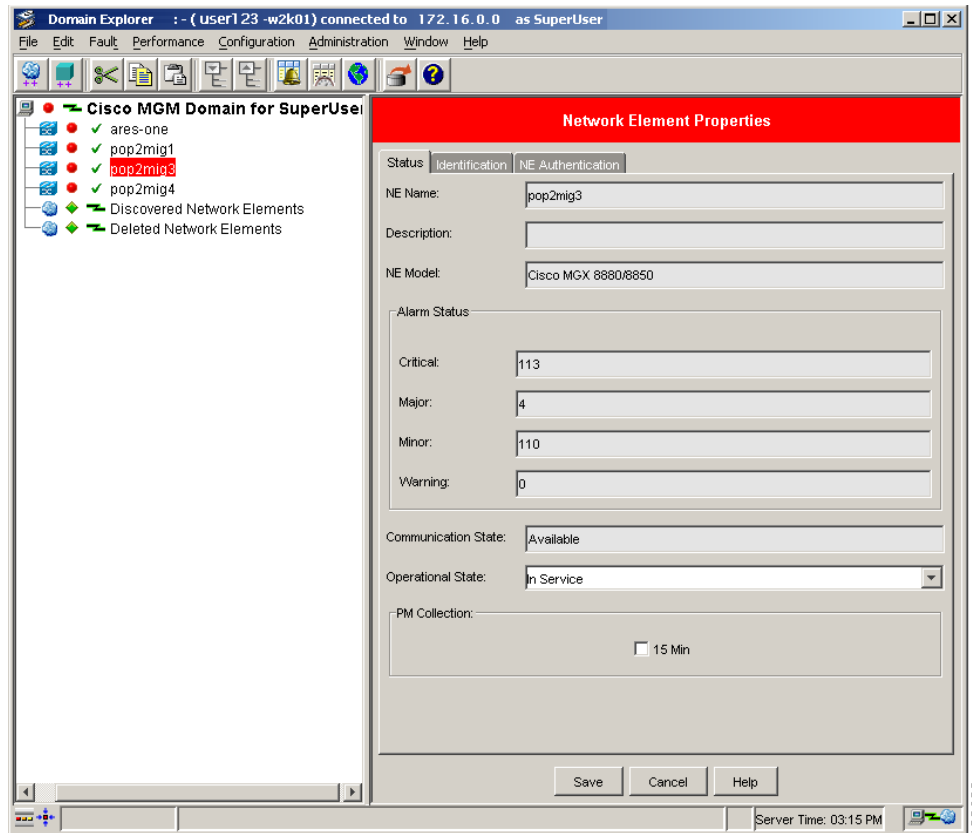 Domain Explorer : - ( user123 -w2k01) connected to 172.16.0.0 as SuperUser
File Edit Fault Performance Configuration Administration Window Help
Cisco MGM Domain for SuperUser
ares-one
pop2mig1
pop2mig3
pop2mig4
Discovered Network Elements
Deleted Network Elements
Network Element Properties
Status Identification NE Authentication
NE Name: pop2mig3
Description:
NE Model: Cisco MGX 8880/8850
Alarm Status
Critical: 113
Major: 4
Minor: 110
Warning: 0
Communication State: Available
Operational State: In Service
PM Collection:
15 Min
Save Cancel Help
Server Time: 03:15 PM